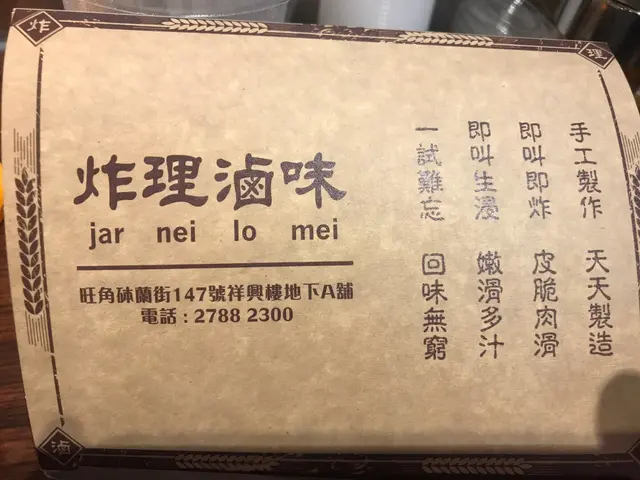 炸
理
炸理滷味
jar nei lo mei
旺角砵蘭街147號祥興樓地下A舖
電話：2788 2300
手工製作 天天製造
即叫即炸 皮脆肉滑
即叫生浸 嫩滑多汁
一試難忘 回味無窮
滷